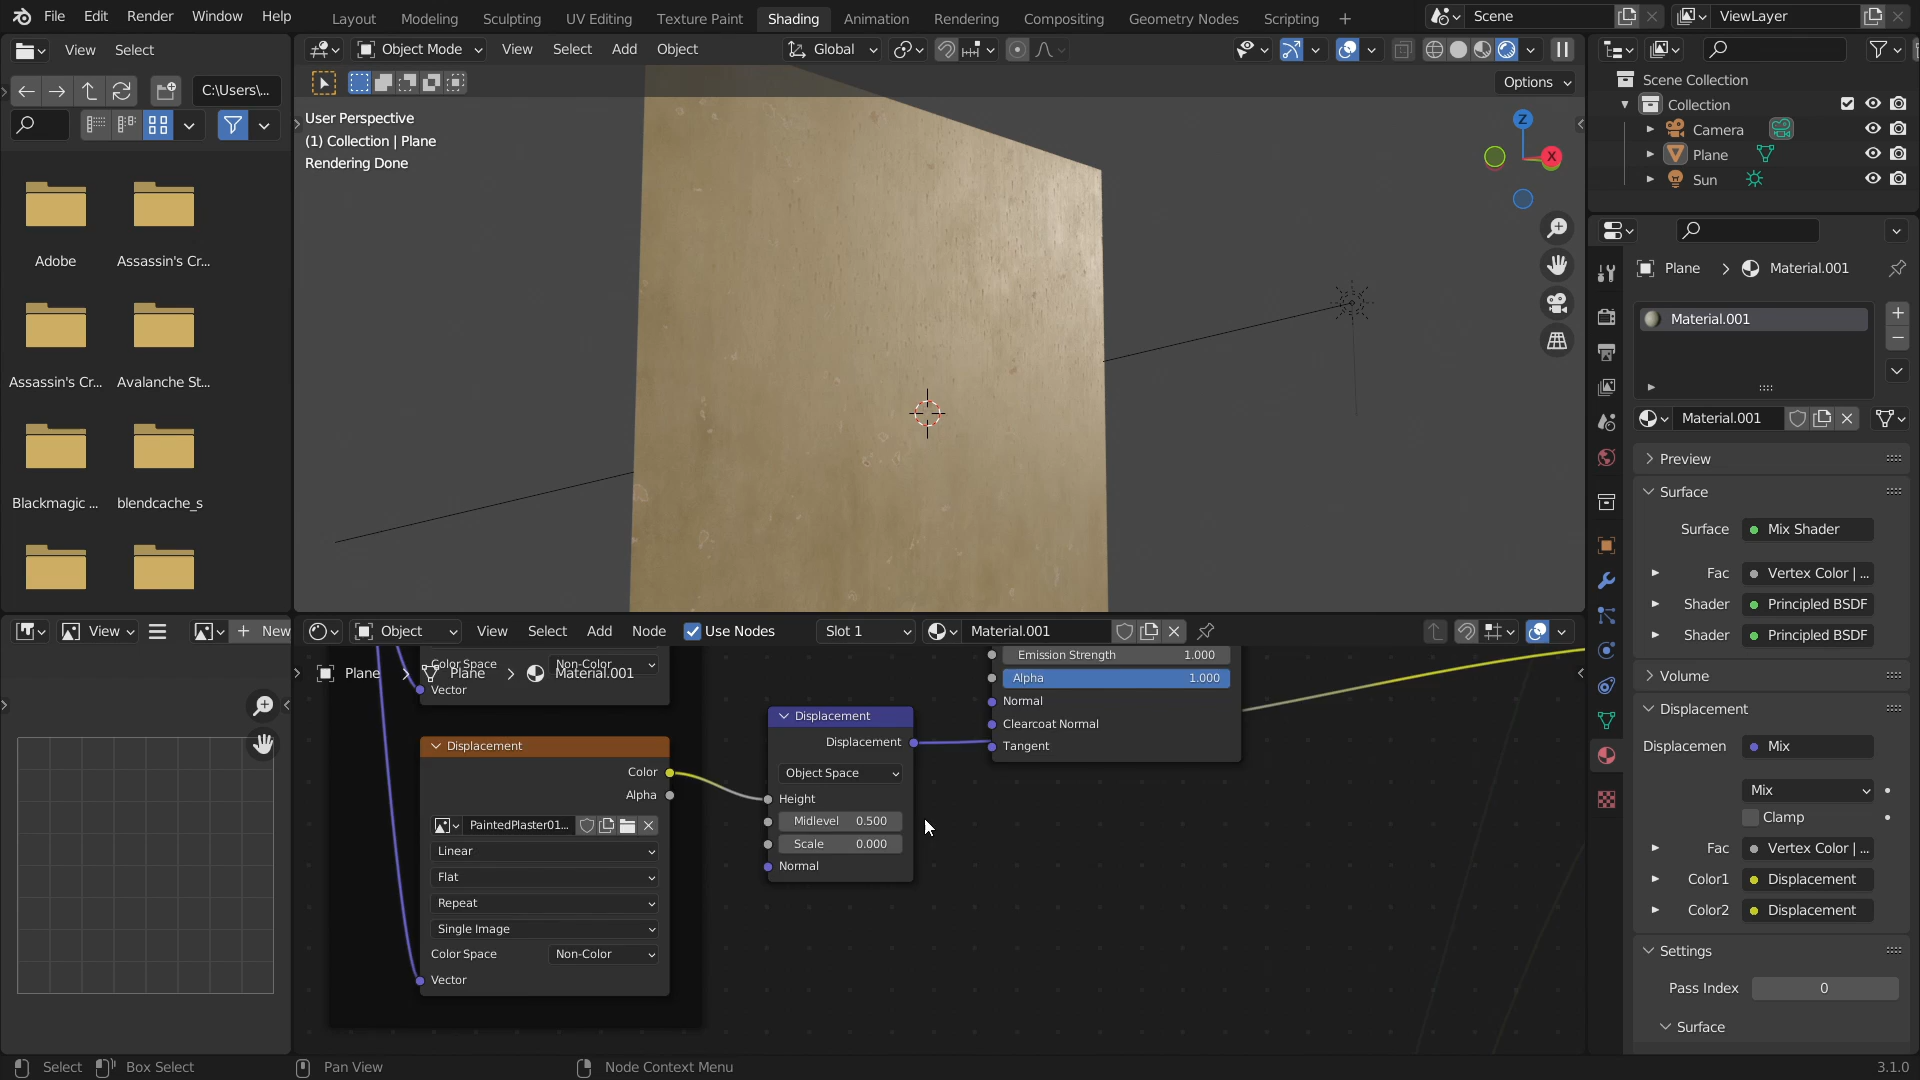 File Edit Render Window Help
Layout Modeling Sculpting UV Editing Texture Paint Shading Animation Rendering Compositing Geometry Nodes Scripting +
Scene
ViewLayer
View Select
Object Mode View Select Add Object Global
C:\Users\...
Options
User Perspective
(1) Collection | Plane
Rendering Done
Z
X
Adobe
Assassin's Cr...
Assassin's Cr...
Avalanche St...
Blackmagic ...
blendcache_s
Scene Collection
Collection
Camera
Plane
Sun
Plane > Material.001
Material.001
Material.001
Preview
Surface
Surface Mix Shader
Fac Vertex Color | ...
Shader Principled BSDF
Shader Principled BSDF
Volume
Displacement
Displacemen Mix
Mix
Clamp
Fac Vertex Color | ...
Color1 Displacement
Color2 Displacement
Settings
Pass Index 0
Surface
View
+ New
Object View Select Add Node Use Nodes Slot 1 Material.001
Plane > Plane > Material.001
Color Space Non-Color
Vector
Displacement
Color
Alpha
PaintedPlaster01...
Linear
Flat
Repeat
Single Image
Color Space Non-Color
Vector
Displacement
Displacement
Object Space
Height
Midlevel 0.500
Scale 0.000
Normal
Emission Strength 1.000
Alpha 1.000
Normal
Clearcoat Normal
Tangent
Select
Box Select
Pan View
Node Context Menu
3.1.0